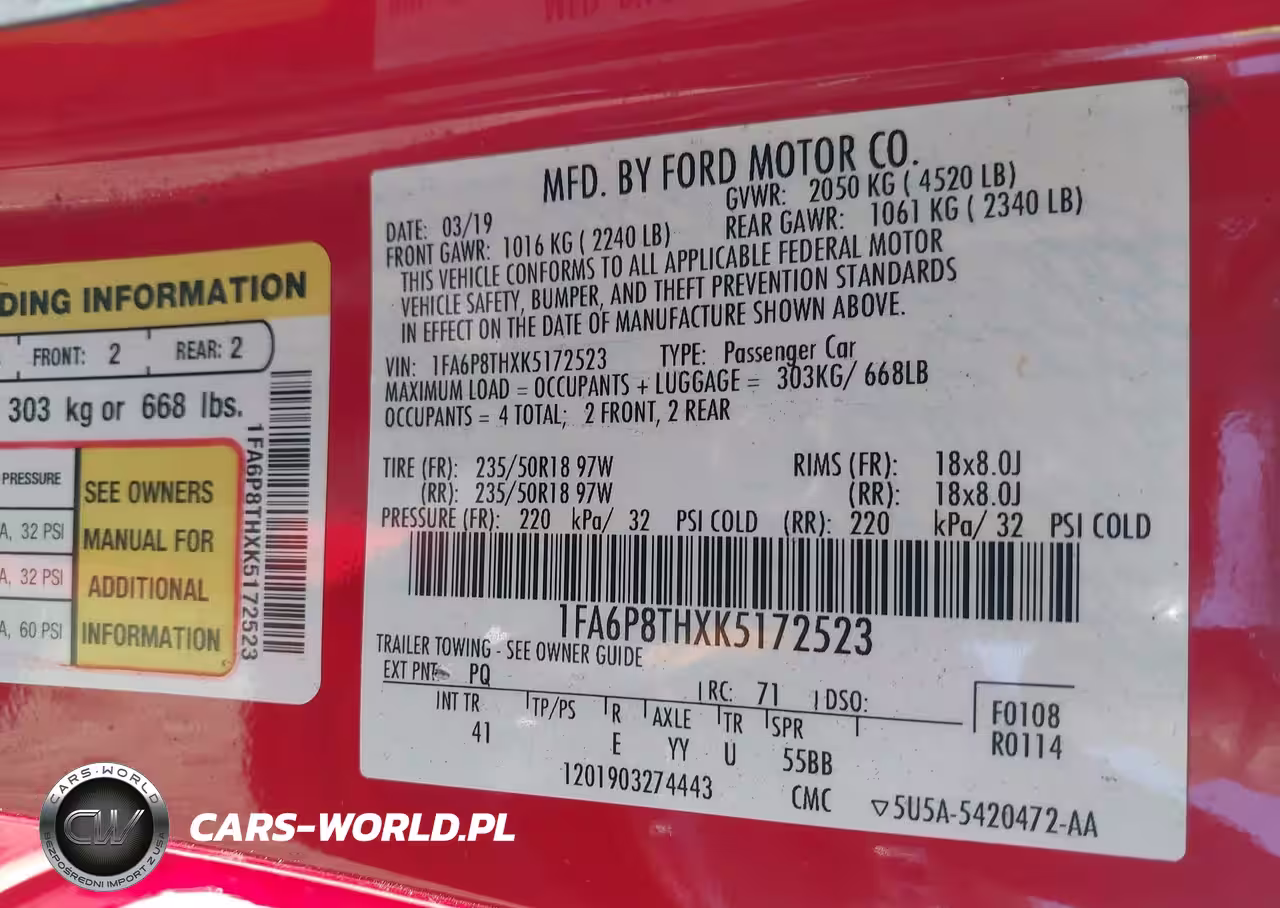 MFD. BY FORD MOTOR CO.
DATE: 03/19
GVWR: 2050 KG ( 4520 LB)
FRONT GAWR: 1016 KG ( 2240 LB)
REAR GAWR: 1061 KG ( 2340 LB)
THIS VEHICLE CONFORMS TO ALL APPLICABLE FEDERAL MOTOR
VEHICLE SAFETY, BUMPER, AND THEFT PREVENTION STANDARDS
IN EFFECT ON THE DATE OF MANUFACTURE SHOWN ABOVE.
VIN: 1FA6P8THXK5172523 TYPE: Passenger Car
MAXIMUM LOAD = OCCUPANTS + LUGGAGE = 303KG/ 668LB
OCCUPANTS = 4 TOTAL; 2 FRONT, 2 REAR
TIRE (FR): 235/50R18 97W RIMS (FR): 18x8.0J
(RR): 235/50R18 97W (RR): 18x8.0J
PRESSURE (FR): 220 kPa/ 32 PSI COLD (RR): 220 kPa/ 32 PSI COLD
1FA6P8THXK5172523
TRAILER TOWING - SEE OWNER GUIDE
EXT PNT: PQ
RC: 71 DSO:
INT TR TP/PS R AXLE TR SPR
41 E YY U 55BB
F0108
R0114
1201903274443 CMC ▽5U5A-5420472-AA
DING INFORMATION
FRONT: 2 REAR: 2
303 kg or 668 lbs.
PRESSURE
A, 32 PSI
A, 32 PSI
A, 60 PSI
SEE OWNERS
MANUAL FOR
ADDITIONAL
INFORMATION
1FA6P8THXK5172523
CARS-WORLD
CW
BEZPOŚREDNI IMPORT Z USA
CARS-WORLD.PL